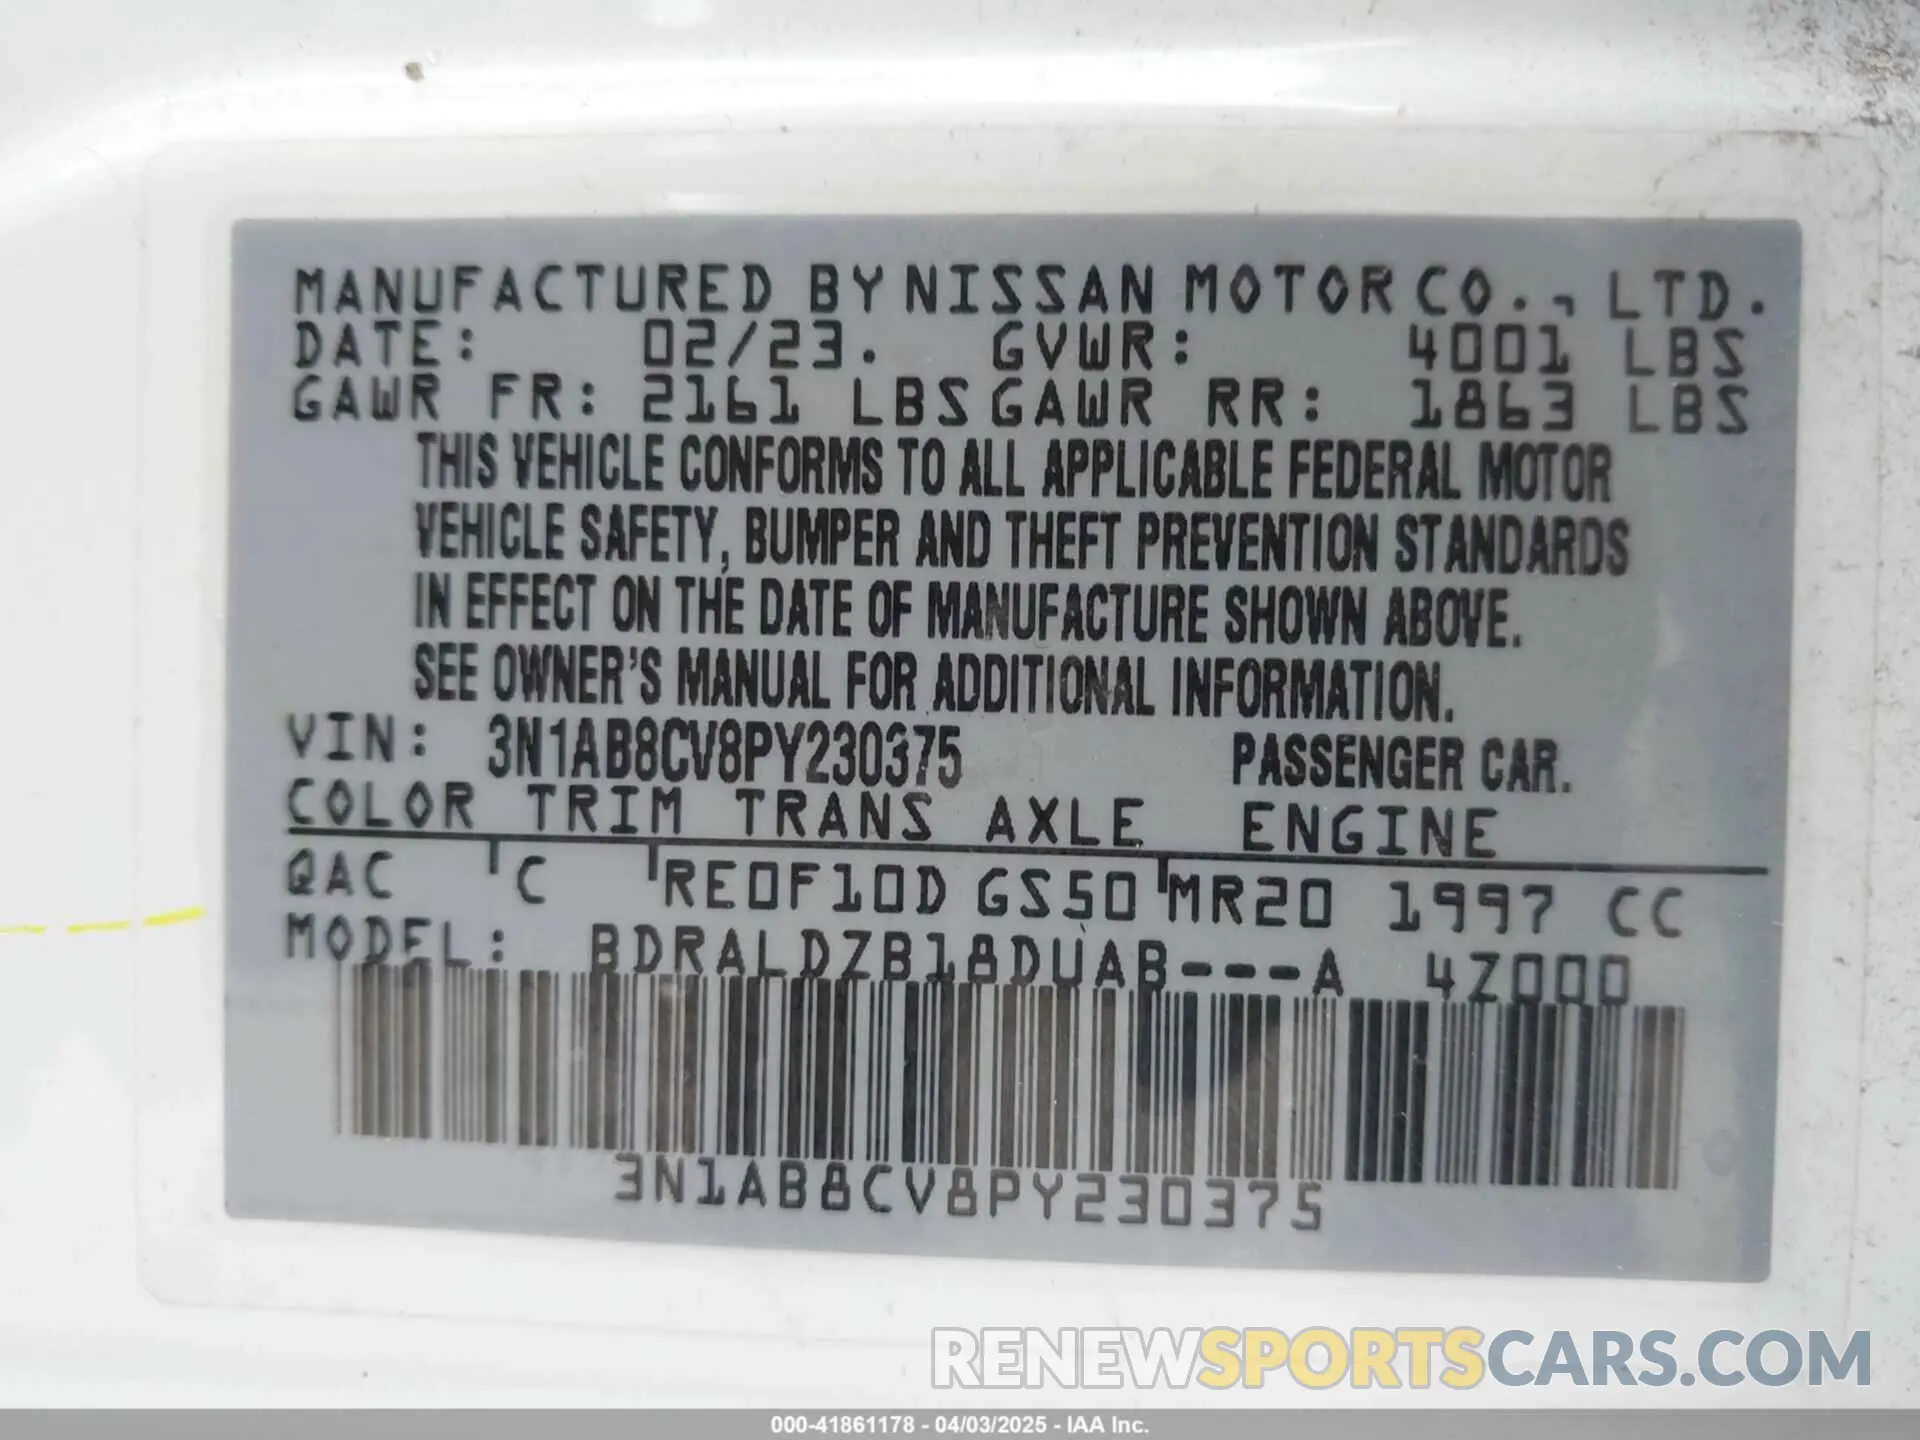 MANUFACTURED BY NISSAN MOTOR CO., LTD.
DATE: 02/23. GVWR: 4001 LBS
GAWR FR: 2161 LBS GAWR RR: 1863 LBS
THIS VEHICLE CONFORMS TO ALL APPLICABLE FEDERAL MOTOR
VEHICLE SAFETY, BUMPER AND THEFT PREVENTION STANDARDS
IN EFFECT ON THE DATE OF MANUFACTURE SHOWN ABOVE.
SEE OWNER'S MANUAL FOR ADDITIONAL INFORMATION.
VIN: 3N1AB8CV8PY230375 PASSENGER CAR.
COLOR TRIM TRANS AXLE ENGINE
QAC C RE0F10D GS50 MR20 1997 CC
MODEL: BDRALDZB18DUAB---A 4Z000
3N1AB8CV8PY230375
RENEWSPORTSCARS.COM
000-41861178 - 04/03/2025 - IAA Inc.